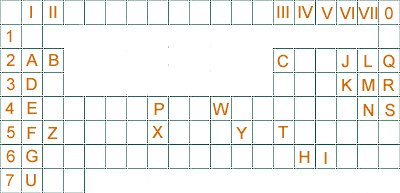 I II III IV V VI VII 0
1
2 A B C J L Q
3 D K M R
4 E P W N S
5 F Z X Y T
6 G H I
7 U